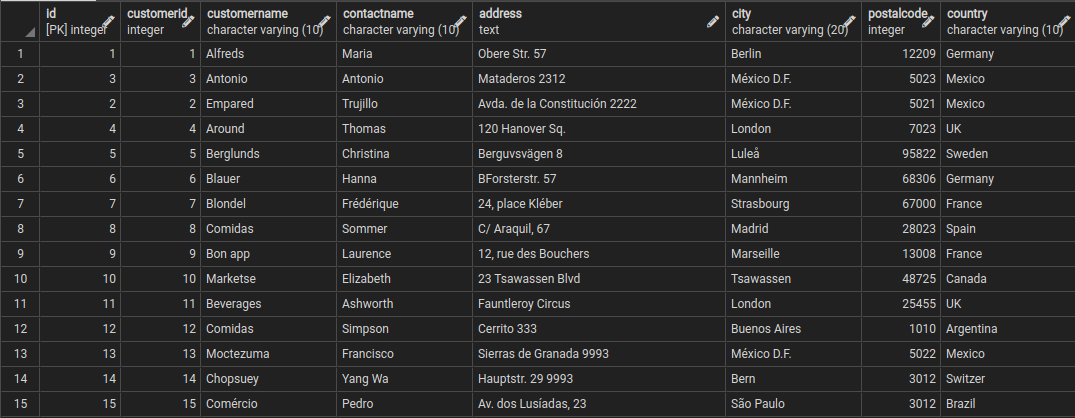 id customerid customername contactname address city postalcode country
[PK] integer integer character varying (10) character varying (10) text character varying (20) integer character varying (10)
1 1 1 Alfreds Maria Obere Str. 57 Berlin 12209 Germany
2 3 3 Antonio Antonio Mataderos 2312 México D.F. 5023 Mexico
3 2 2 Empared Trujillo Avda. de la Constitución 2222 México D.F. 5021 Mexico
4 4 4 Around Thomas 120 Hanover Sq. London 7023 UK
5 5 5 Berglunds Christina Berguvsvägen 8 Luleå 95822 Sweden
6 6 6 Blauer Hanna BForsterstr. 57 Mannheim 68306 Germany
7 7 7 Blondel Frédérique 24, place Kléber Strasbourg 67000 France
8 8 8 Comidas Sommer C/ Araquil, 67 Madrid 28023 Spain
9 9 9 Bon app Laurence 12, rue des Bouchers Marseille 13008 France
10 10 10 Marketse Elizabeth 23 Tsawassen Blvd Tsawassen 48725 Canada
11 11 11 Beverages Ashworth Fauntleroy Circus London 25455 UK
12 12 12 Comidas Simpson Cerrito 333 Buenos Aires 1010 Argentina
13 13 13 Moctezuma Francisco Sierras de Granada 9993 México D.F. 5022 Mexico
14 14 14 Chopsuey Yang Wa Hauptstr. 29 9993 Bern 3012 Switzer
15 15 15 Comércio Pedro Av. dos Lusíadas, 23 São Paulo 3012 Brazil